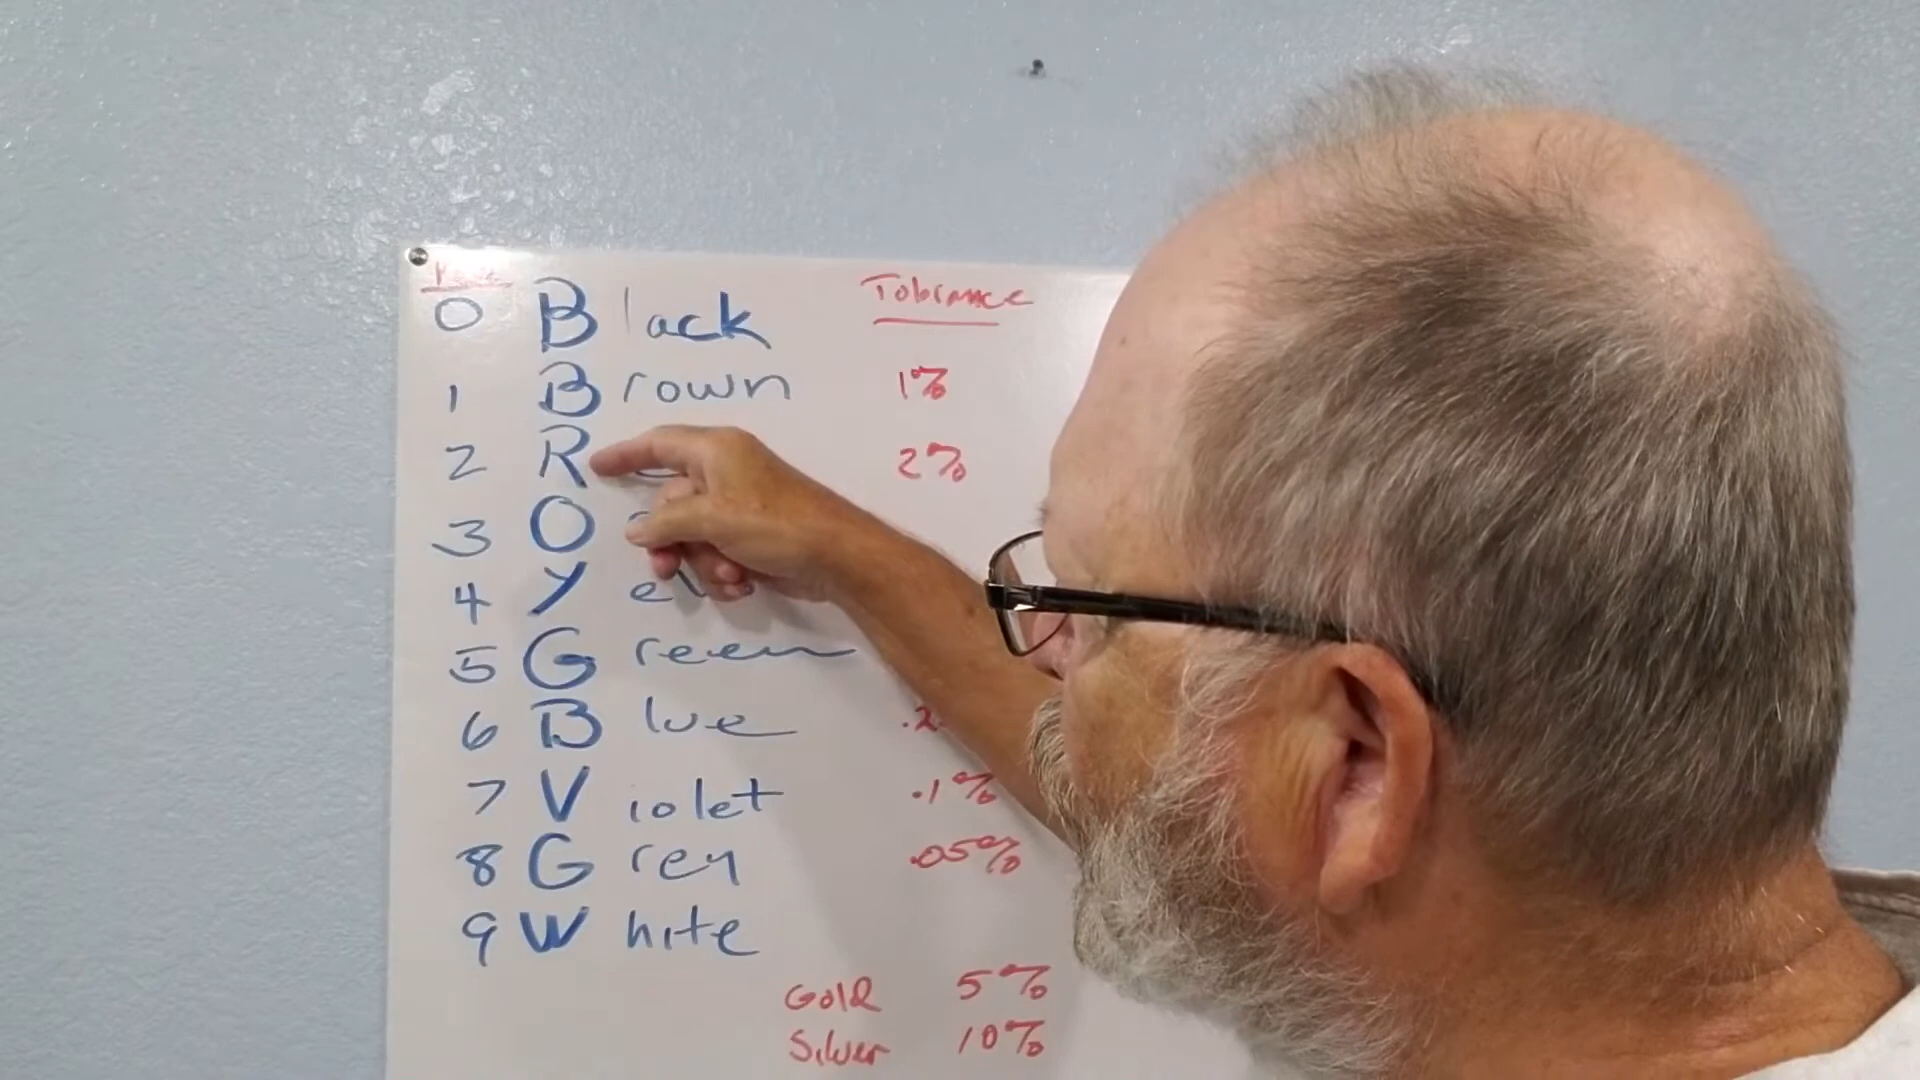 0 Black Tolerance
1 Brown 1%
2 R
3 O
4 Y el
5 Green
6 Blue .2
7 Violet .1%
8 Grey .05%
9 White
Gold 5%
Silver 10%